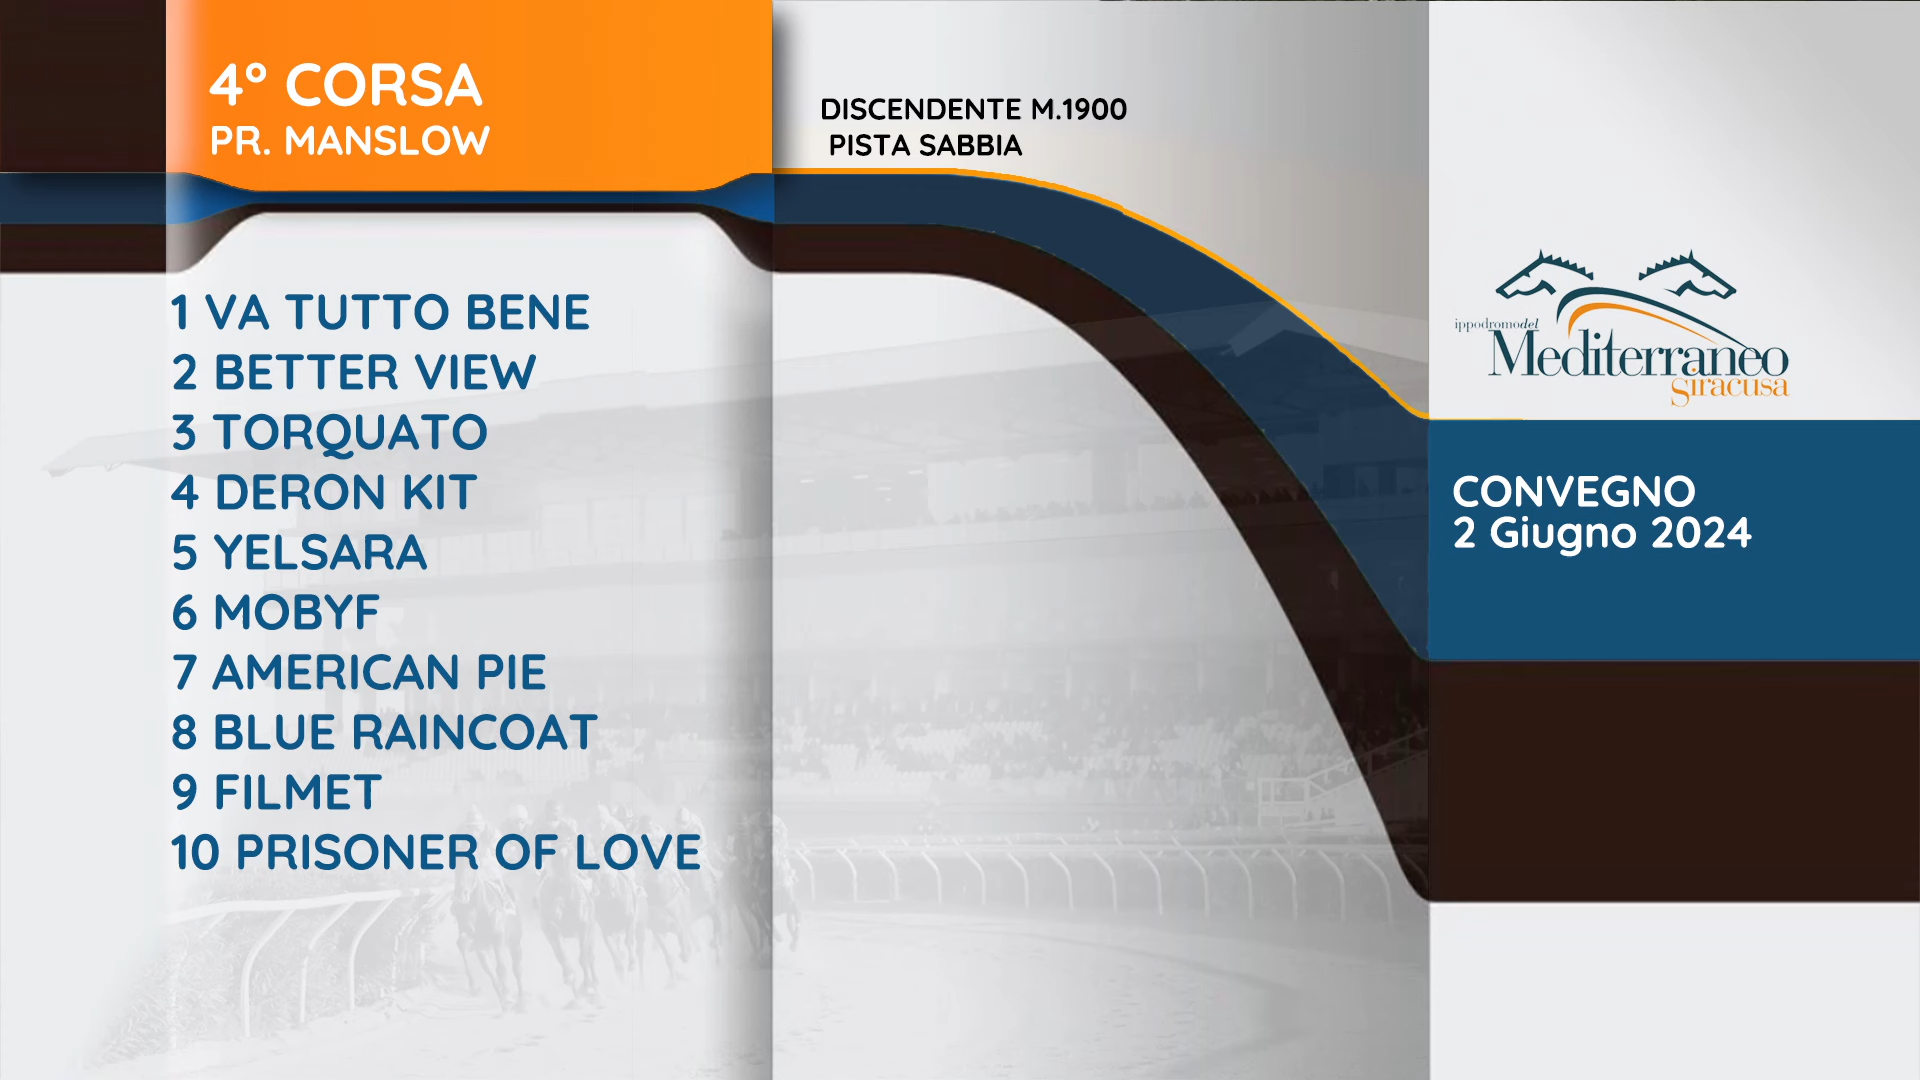 4° CORSA
PR. MANSLOW
DISCENDENTE M.1900
PISTA SABBIA
1 VA TUTTO BENE
2 BETTER VIEW
3 TORQUATO
4 DERON KIT
5 YELSARA
6 MOBYF
7 AMERICAN PIE
8 BLUE RAINCOAT
9 FILMET
10 PRISONER OF LOVE
ippodromodel
Mediterraneo
Siracusa
CONVEGNO
2 Giugno 2024